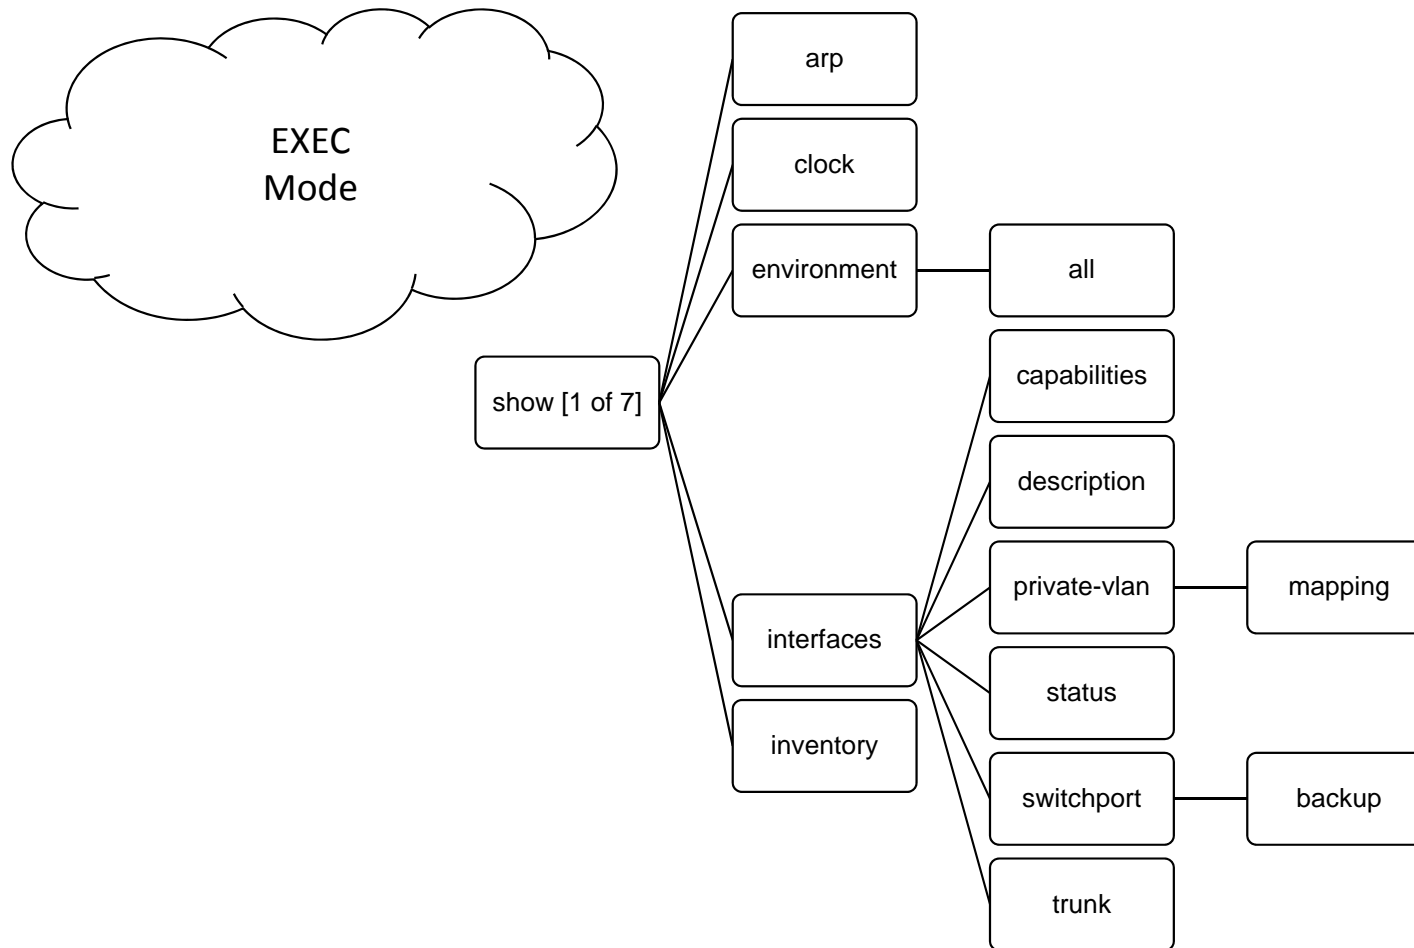 EXEC
Mode
show [1 of 7]
arp
clock
environment
all
interfaces
capabilities
description
private-vlan
mapping
status
switchport
backup
trunk
inventory